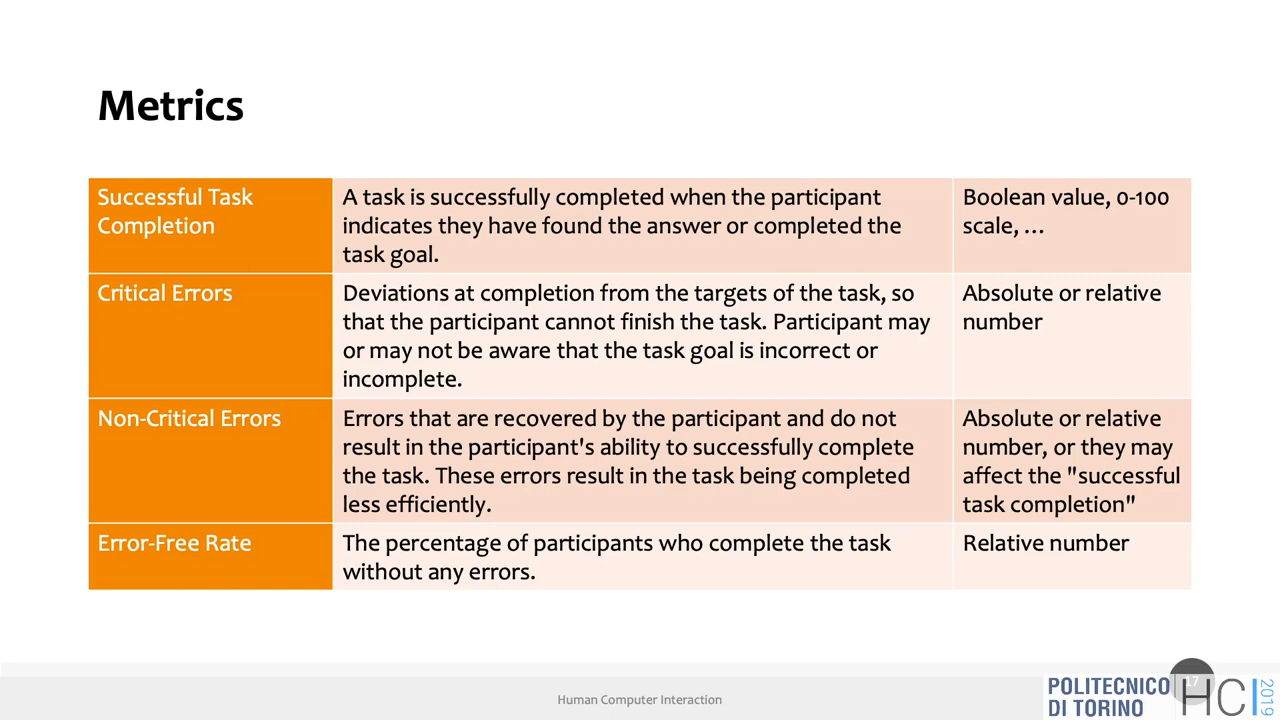 Metrics
Successful Task
Completion
A task is successfully completed when the participant
indicates they have found the answer or completed the
task goal.
Boolean value, 0-100
scale, …
Critical Errors
Deviations at completion from the targets of the task, so
that the participant cannot finish the task. Participant may
or may not be aware that the task goal is incorrect or
incomplete.
Absolute or relative
number
Non-Critical Errors
Errors that are recovered by the participant and do not
result in the participant's ability to successfully complete
the task. These errors result in the task being completed
less efficiently.
Absolute or relative
number, or they may
affect the "successful
task completion"
Error-Free Rate
The percentage of participants who complete the task
without any errors.
Relative number
Human Computer Interaction
POLITECNICO
DI TORINO
17
HCI
2019